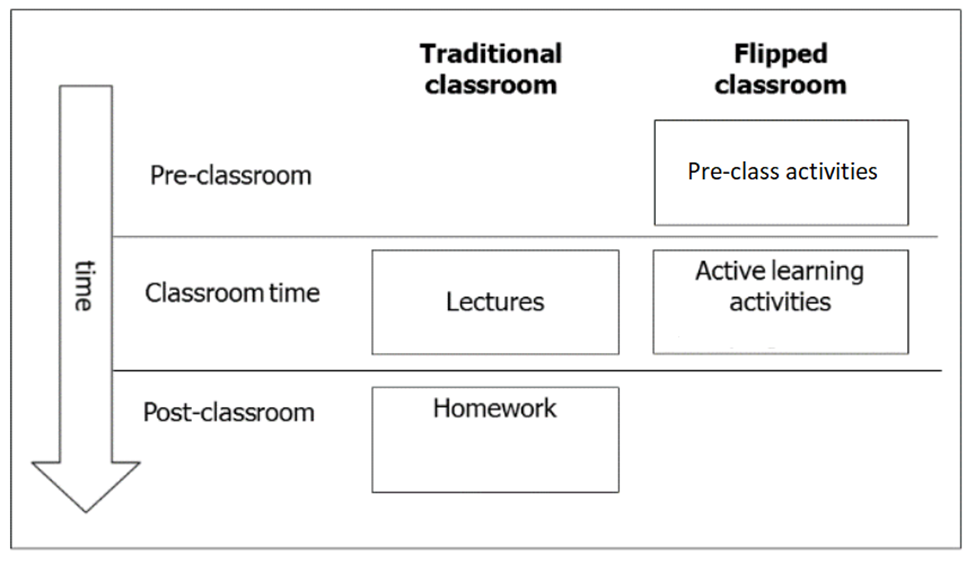 Traditional
classroom
Flipped
classroom
Pre-classroom
Pre-class activities
time
Classroom time
Lectures
Active learning
activities
Post-classroom
Homework